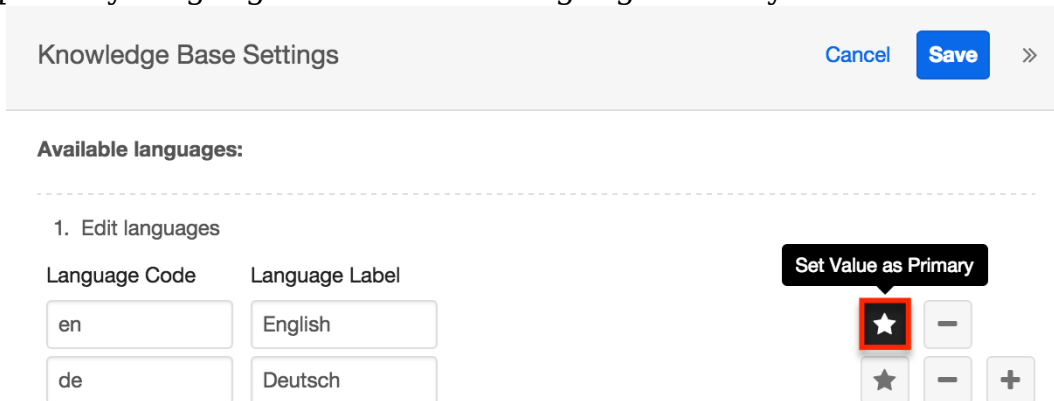 Knowledge Base Settings Cancel Save »
Available languages:
1. Edit languages
Set Value as Primary
Language Code Language Label
en English
de Deutsch